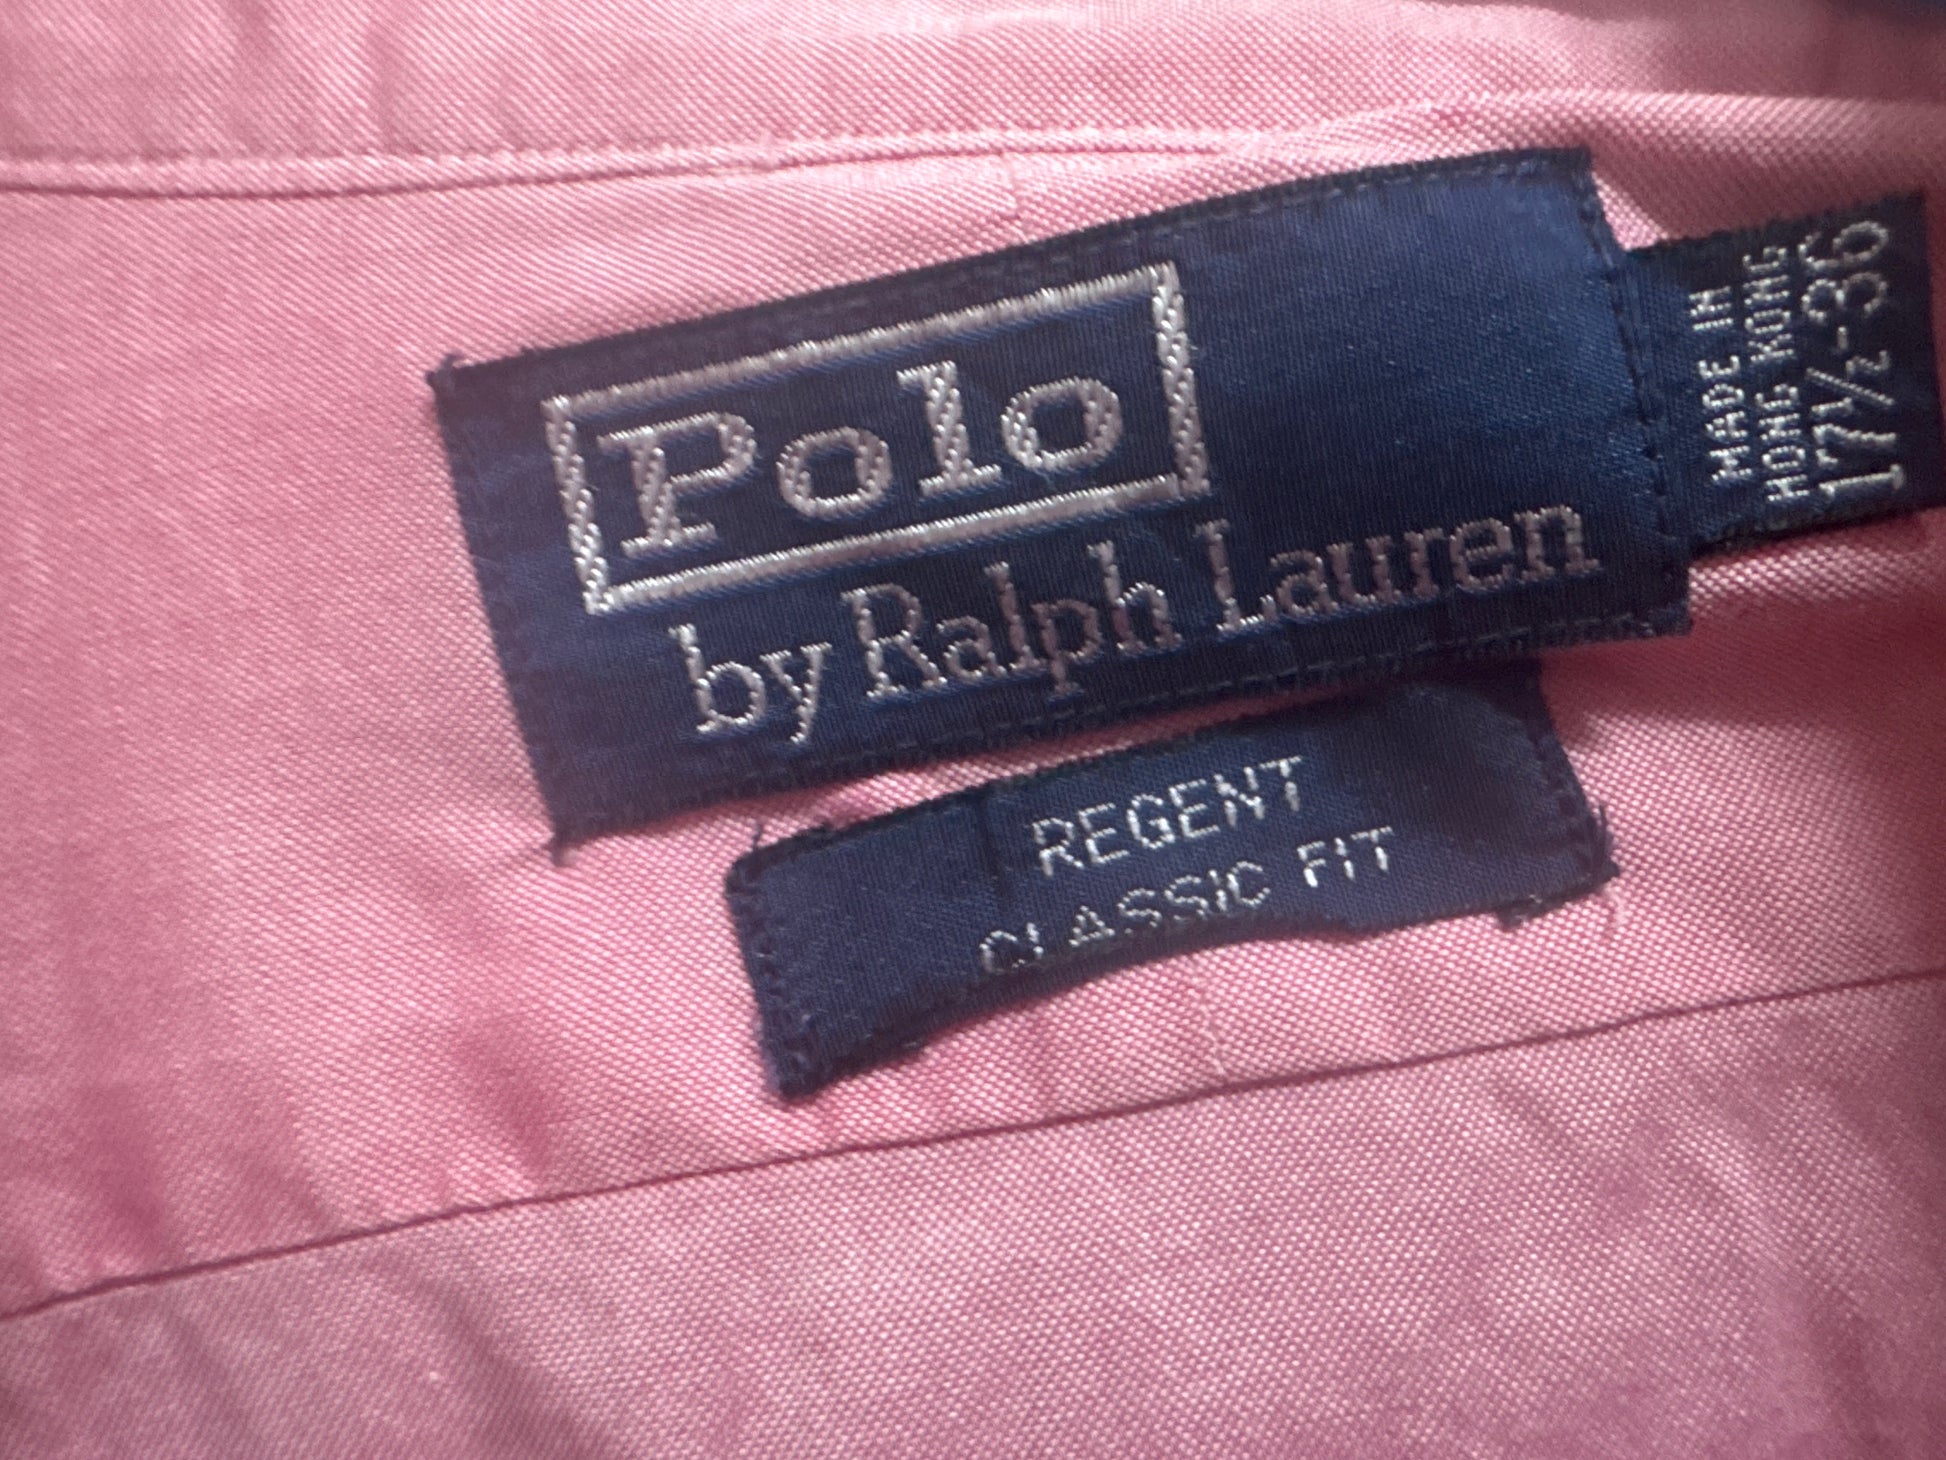 Polo
by Ralph Lauren
MADE IN
HONG KONG
17½-36
REGENT
CLASSIC FIT